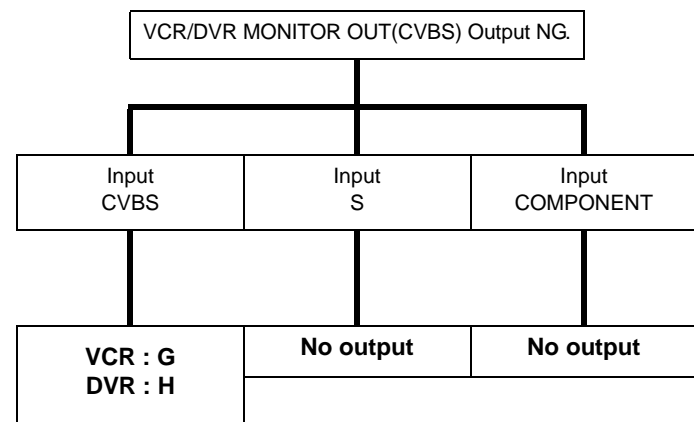 VCR/DVR MONITOR OUT(CVBS) Output NG.
Input
CVBS
Input
S
Input
COMPONENT
VCR : G
DVR : H
No output
No output